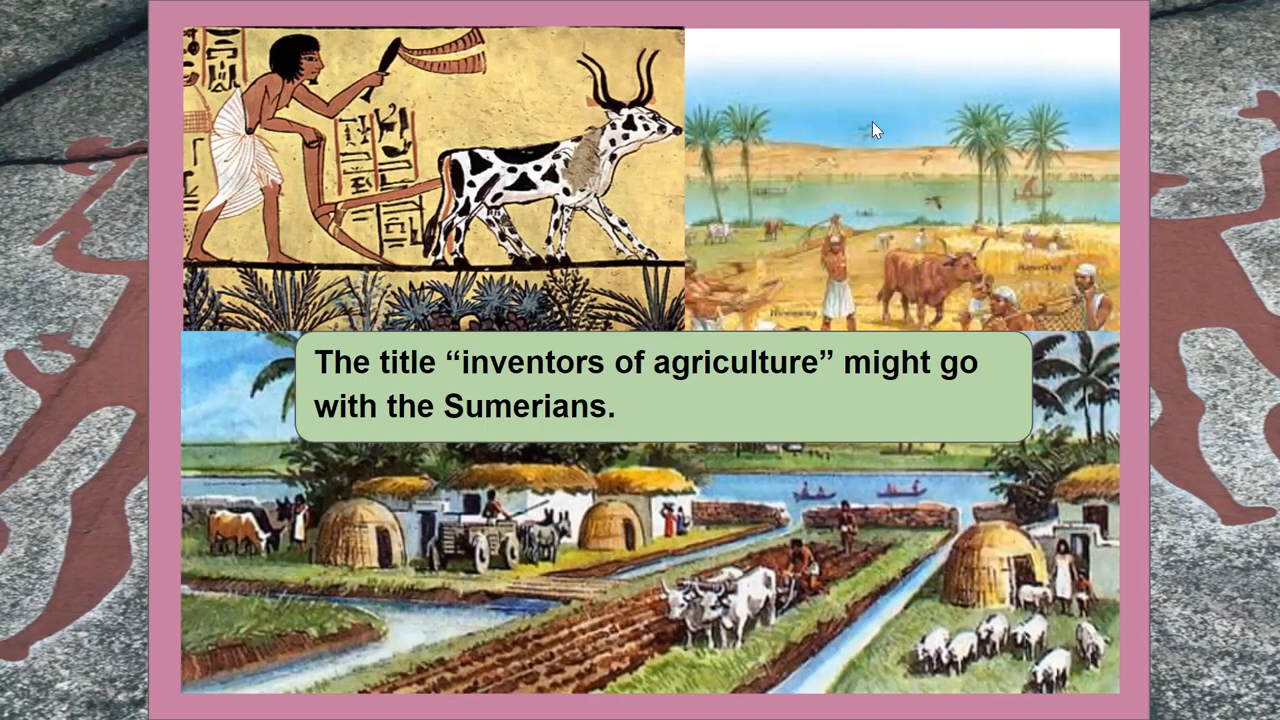 The title “inventors of agriculture” might go
with the Sumerians.